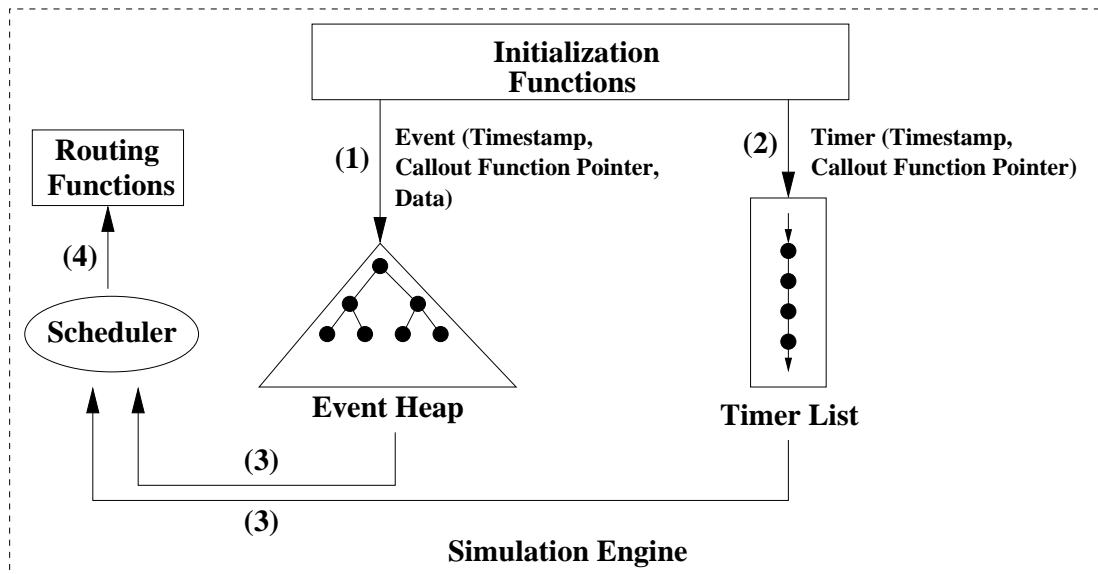 Initialization
Functions
(1)
Event (Timestamp,
Callout Function Pointer,
Data)
(2)
Timer (Timestamp,
Callout Function Pointer)
Routing
Functions
(4)
Scheduler
Event Heap
Timer List
(3)
(3)
Simulation Engine